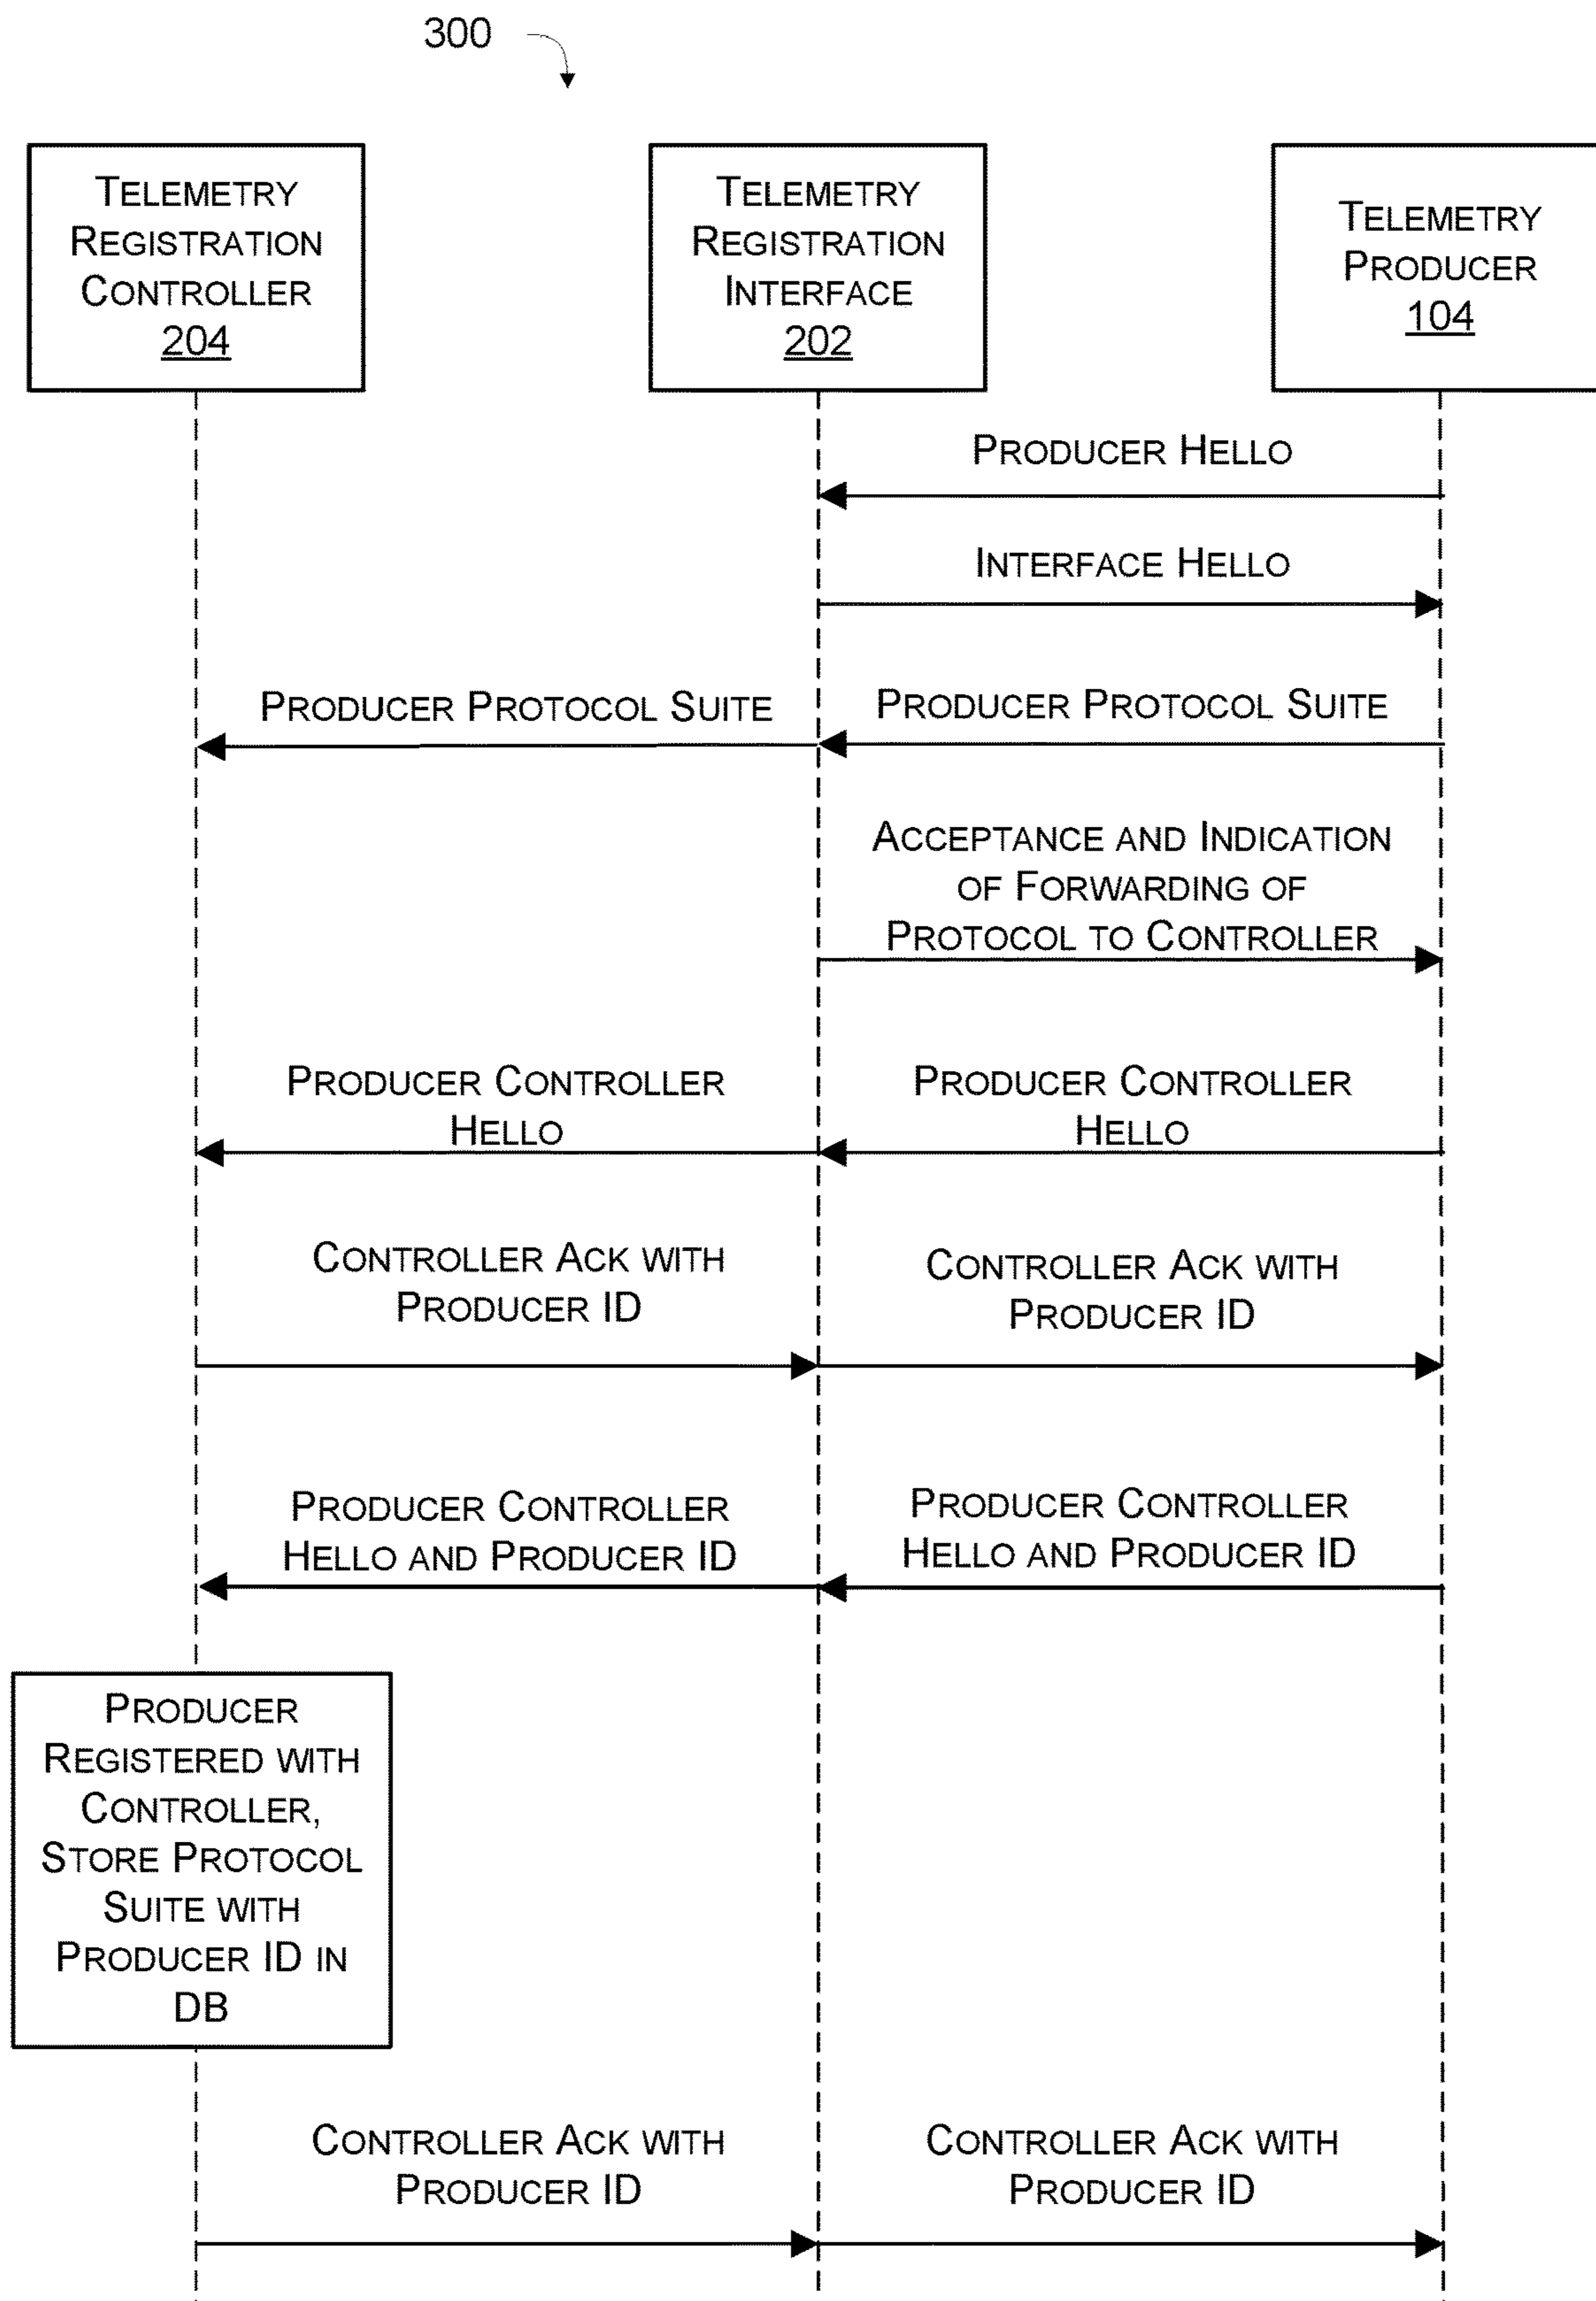 300
TELEMETRY
REGISTRATION
CONTROLLER
204
TELEMETRY
REGISTRATION
INTERFACE
202
TELEMETRY
PRODUCER
104
PRODUCER HELLO
INTERFACE HELLO
PRODUCER PROTOCOL SUITE
PRODUCER PROTOCOL SUITE
ACCEPTANCE AND INDICATION
OF FORWARDING OF
PROTOCOL TO CONTROLLER
PRODUCER CONTROLLER
HELLO
PRODUCER CONTROLLER
HELLO
CONTROLLER ACK WITH
PRODUCER ID
CONTROLLER ACK WITH
PRODUCER ID
PRODUCER CONTROLLER
HELLO AND PRODUCER ID
PRODUCER CONTROLLER
HELLO AND PRODUCER ID
PRODUCER
REGISTERED WITH
CONTROLLER,
STORE PROTOCOL
SUITE WITH
PRODUCER ID IN
DB
CONTROLLER ACK WITH
PRODUCER ID
CONTROLLER ACK WITH
PRODUCER ID